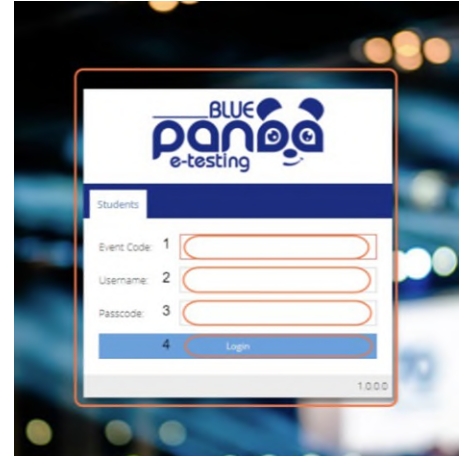 BLUE
panda
e-testing
Students
Event Code: 1
Username: 2
Passcode: 3
4 Login
1.0.0.0